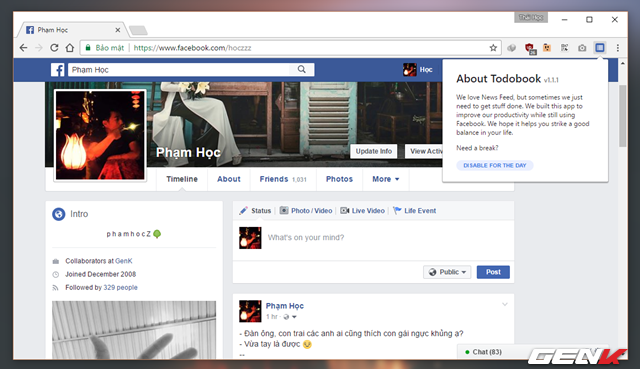 Thái Học
Phạm Học
Bảo mật | https://www.facebook.com/hoczzz
Phạm Học
Học
About Todobook v1.1.1
We love News Feed, but sometimes we just
need to get stuff done. We built this app to
improve our productivity while still using
Facebook. We hope it helps you strike a good
balance in your life.
Need a break?
DISABLE FOR THE DAY
Phạm Học
Update Info
View Activ
Timeline
About
Friends 1,031
Photos
More
Intro
p h a m h o c Z
Collaborators at GenK
Joined December 2008
Followed by 329 people
Status
Photo / Video
Live Video
Life Event
What's on your mind?
Public
Post
Phạm Học
1 hr
- Đàn ông, con trai các anh ai cũng thích con gái ngực khủng ạ?
- Vừa tay là được
--
Chat (83)
GENK